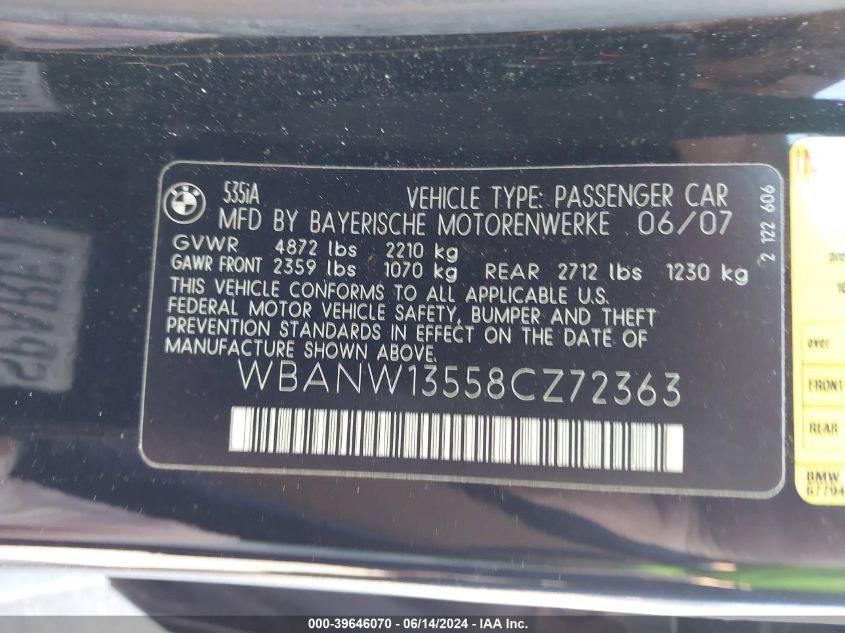 BMW
535iA
VEHICLE TYPE: PASSENGER CAR
MFD BY BAYERISCHE MOTORENWERKE 06/07
GVWR 4872 lbs 2210 kg
GAWR FRONT 2359 lbs 1070 kg REAR 2712 lbs 1230 kg
THIS VEHICLE CONFORMS TO ALL APPLICABLE U.S.
FEDERAL MOTOR VEHICLE SAFETY, BUMPER AND THEFT
PREVENTION STANDARDS IN EFFECT ON THE DATE OF
MANUFACTURE SHOWN ABOVE.
WBANW13558CZ72363
2 122 606
over
FRONT
REAR
BMW
67794
000-39646070 - 06/14/2024 - IAA Inc.